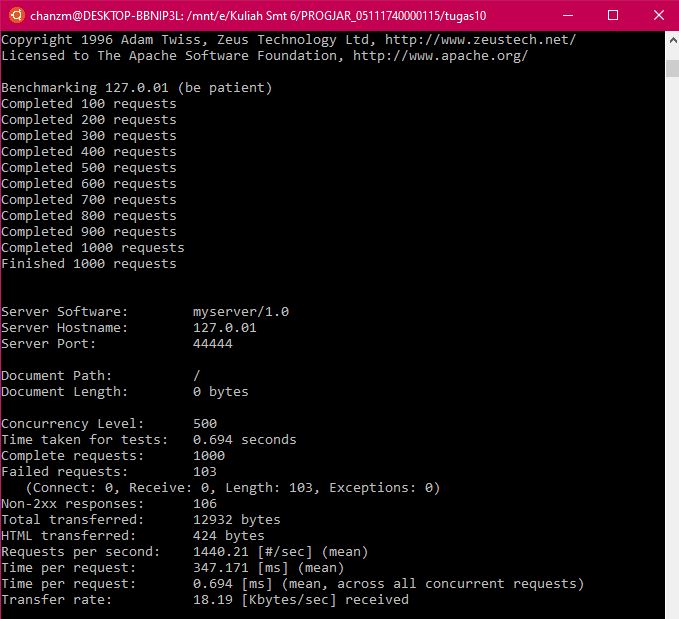 chanzm@DESKTOP-BBNIP3L: /mnt/e/Kuliah Smt 6/PROGJAR_05111740000115/tugas10
Copyright 1996 Adam Twiss, Zeus Technology Ltd, http://www.zeustech.net/
Licensed to The Apache Software Foundation, http://www.apache.org/

Benchmarking 127.0.01 (be patient)
Completed 100 requests
Completed 200 requests
Completed 300 requests
Completed 400 requests
Completed 500 requests
Completed 600 requests
Completed 700 requests
Completed 800 requests
Completed 900 requests
Completed 1000 requests
Finished 1000 requests

Server Software:        myserver/1.0
Server Hostname:        127.0.01
Server Port:            44444

Document Path:          /
Document Length:        0 bytes

Concurrency Level:      500
Time taken for tests:   0.694 seconds
Complete requests:      1000
Failed requests:        103
   (Connect: 0, Receive: 0, Length: 103, Exceptions: 0)
Non-2xx responses:      106
Total transferred:      12932 bytes
HTML transferred:       424 bytes
Requests per second:    1440.21 [#/sec] (mean)
Time per request:       347.171 [ms] (mean)
Time per request:       0.694 [ms] (mean, across all concurrent requests)
Transfer rate:          18.19 [Kbytes/sec] received